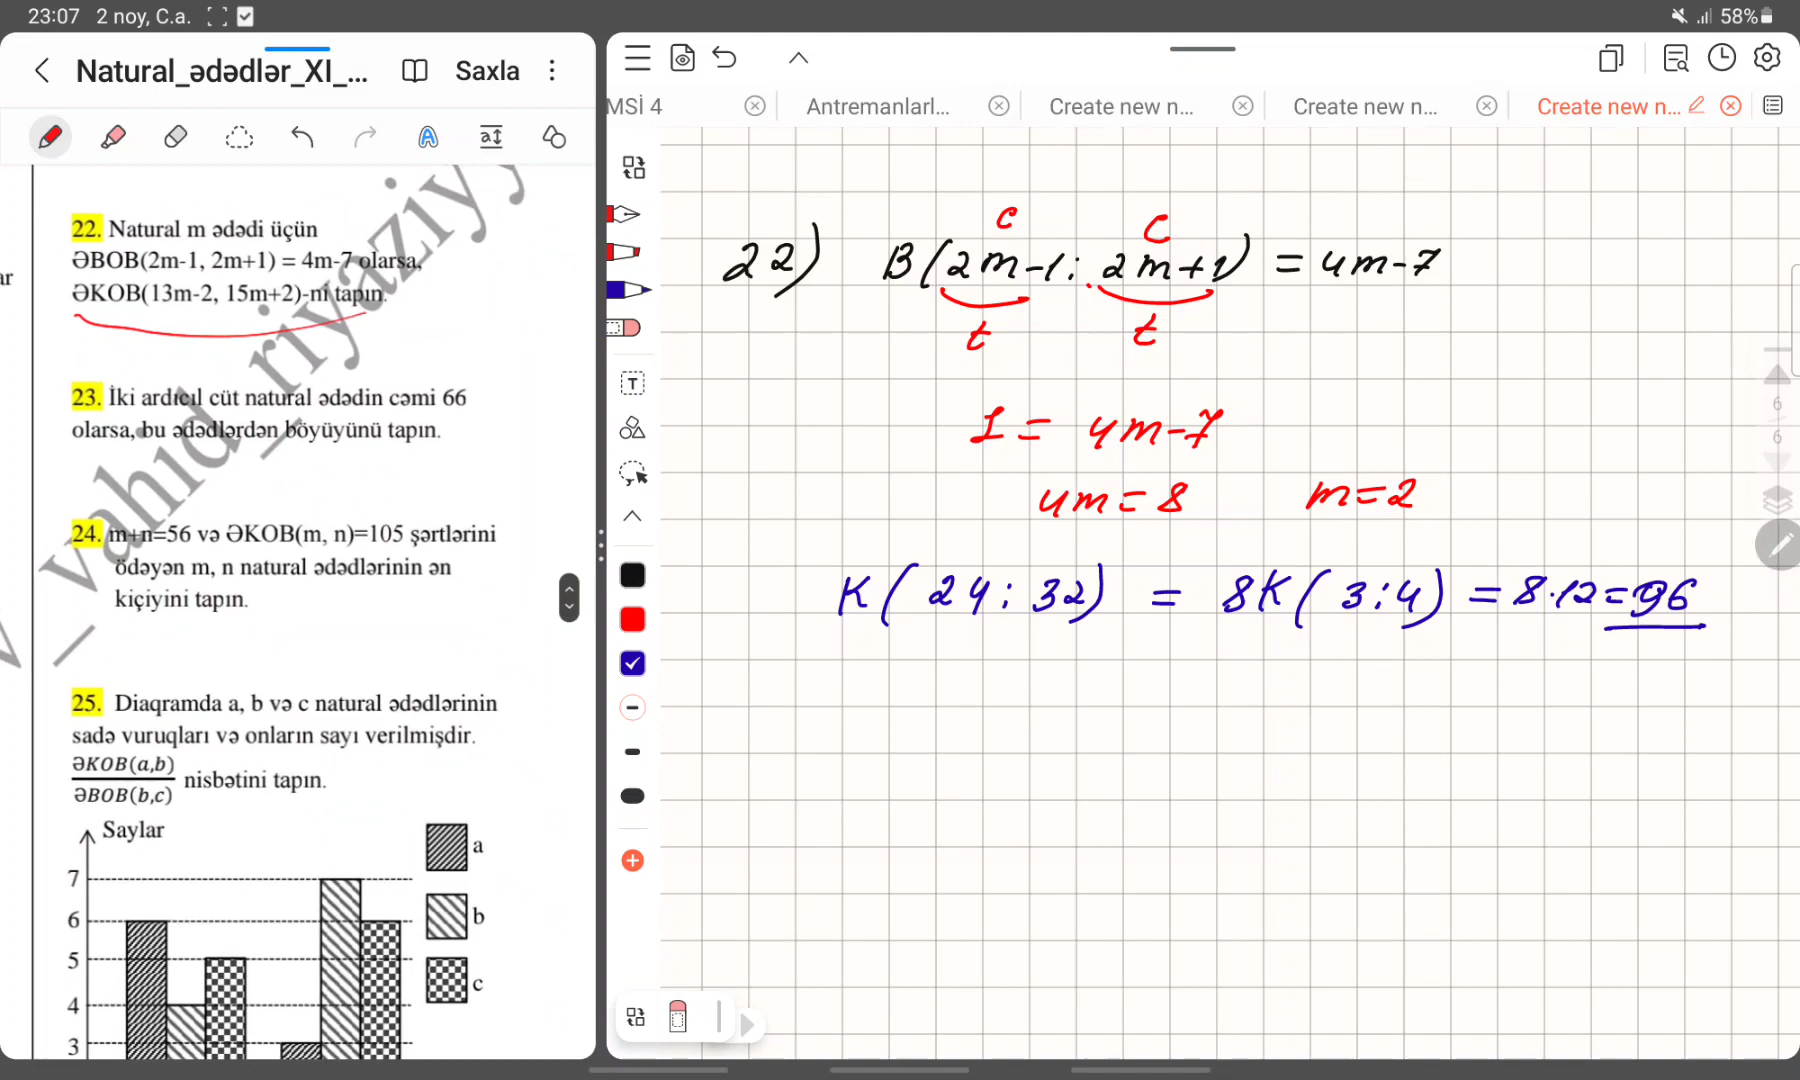 23:07 2 noy, C.a.
58%
Natural_ədədlər_XI_...
Saxla
MSİ 4
Antremanlarl...
Create new n...
Create new n...
Create new n...
ar
22. Natural m ədədi üçün
ƏBOB(2m-1, 2m+1) = 4m-7 olarsa,
ƏKOB(13m-2, 15m+2)-ni tapın.
23. İki ardıcıl cüt natural ədədin cəmi 66
olarsa, bu ədədlərdən böyüyünü tapın.
24. m+n=56 və ƏKOB(m, n)=105 şərtlərini
ödəyən m, n natural ədədlərinin ən
kiçiyini tapın.
25. Diaqramda a, b və c natural ədədlərinin
sadə vuruqları və onların sayı verilmişdir.
ƏKOB(a,b)
ƏBOB(b,c)
nisbətini tapın.
Saylar
7
6
5
4
3
a
b
c
V_vahid_riyaziyy
c c
22) B(2m-1; 2m+1) = 4m-7
t t
1 = 4m-7
4m=8 m=2
K(24; 32) = 8K(3;4) = 8·12=96
6
6